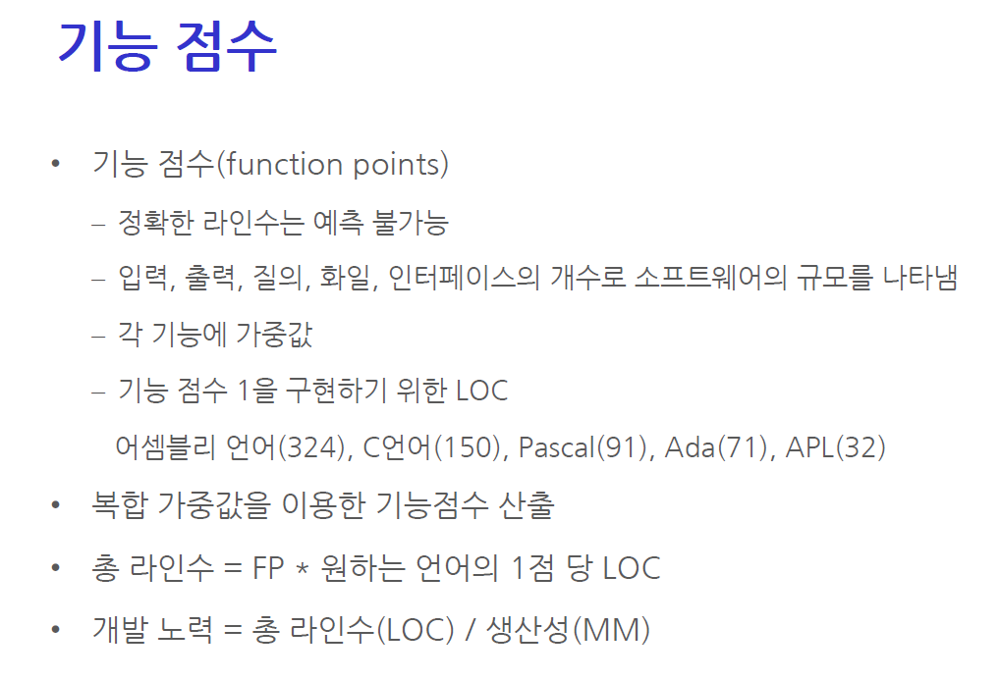 기능 점수
• 기능 점수(function points)
– 정확한 라인수는 예측 불가능
– 입력, 출력, 질의, 화일, 인터페이스의 개수로 소프트웨어의 규모를 나타냄
– 각 기능에 가중값
– 기능 점수 1을 구현하기 위한 LOC
어셈블리 언어(324), C언어(150), Pascal(91), Ada(71), APL(32)
• 복합 가중값을 이용한 기능점수 산출
• 총 라인수 = FP * 원하는 언어의 1점 당 LOC
• 개발 노력 = 총 라인수(LOC) / 생산성(MM)